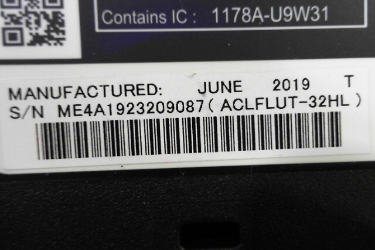 Contains IC : 1178A-U9W31
MANUFACTURED: JUNE 2019 T
S/N ME4A1923209087(ACLFLUT-32HL)